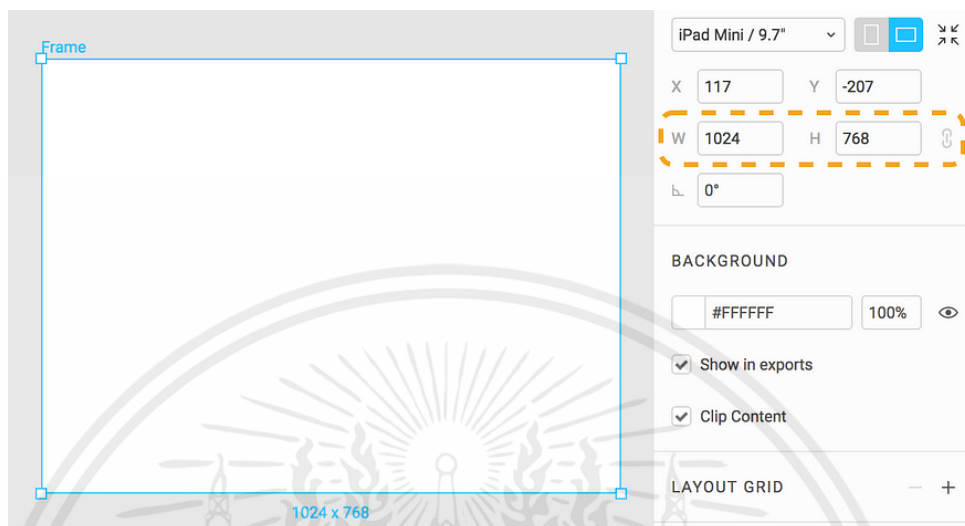 Frame
1024 x 768
iPad Mini / 9.7"
X 117 Y -207
W 1024 H 768
0°
BACKGROUND
#FFFFFF 100%
Show in exports
Clip Content
LAYOUT GRID